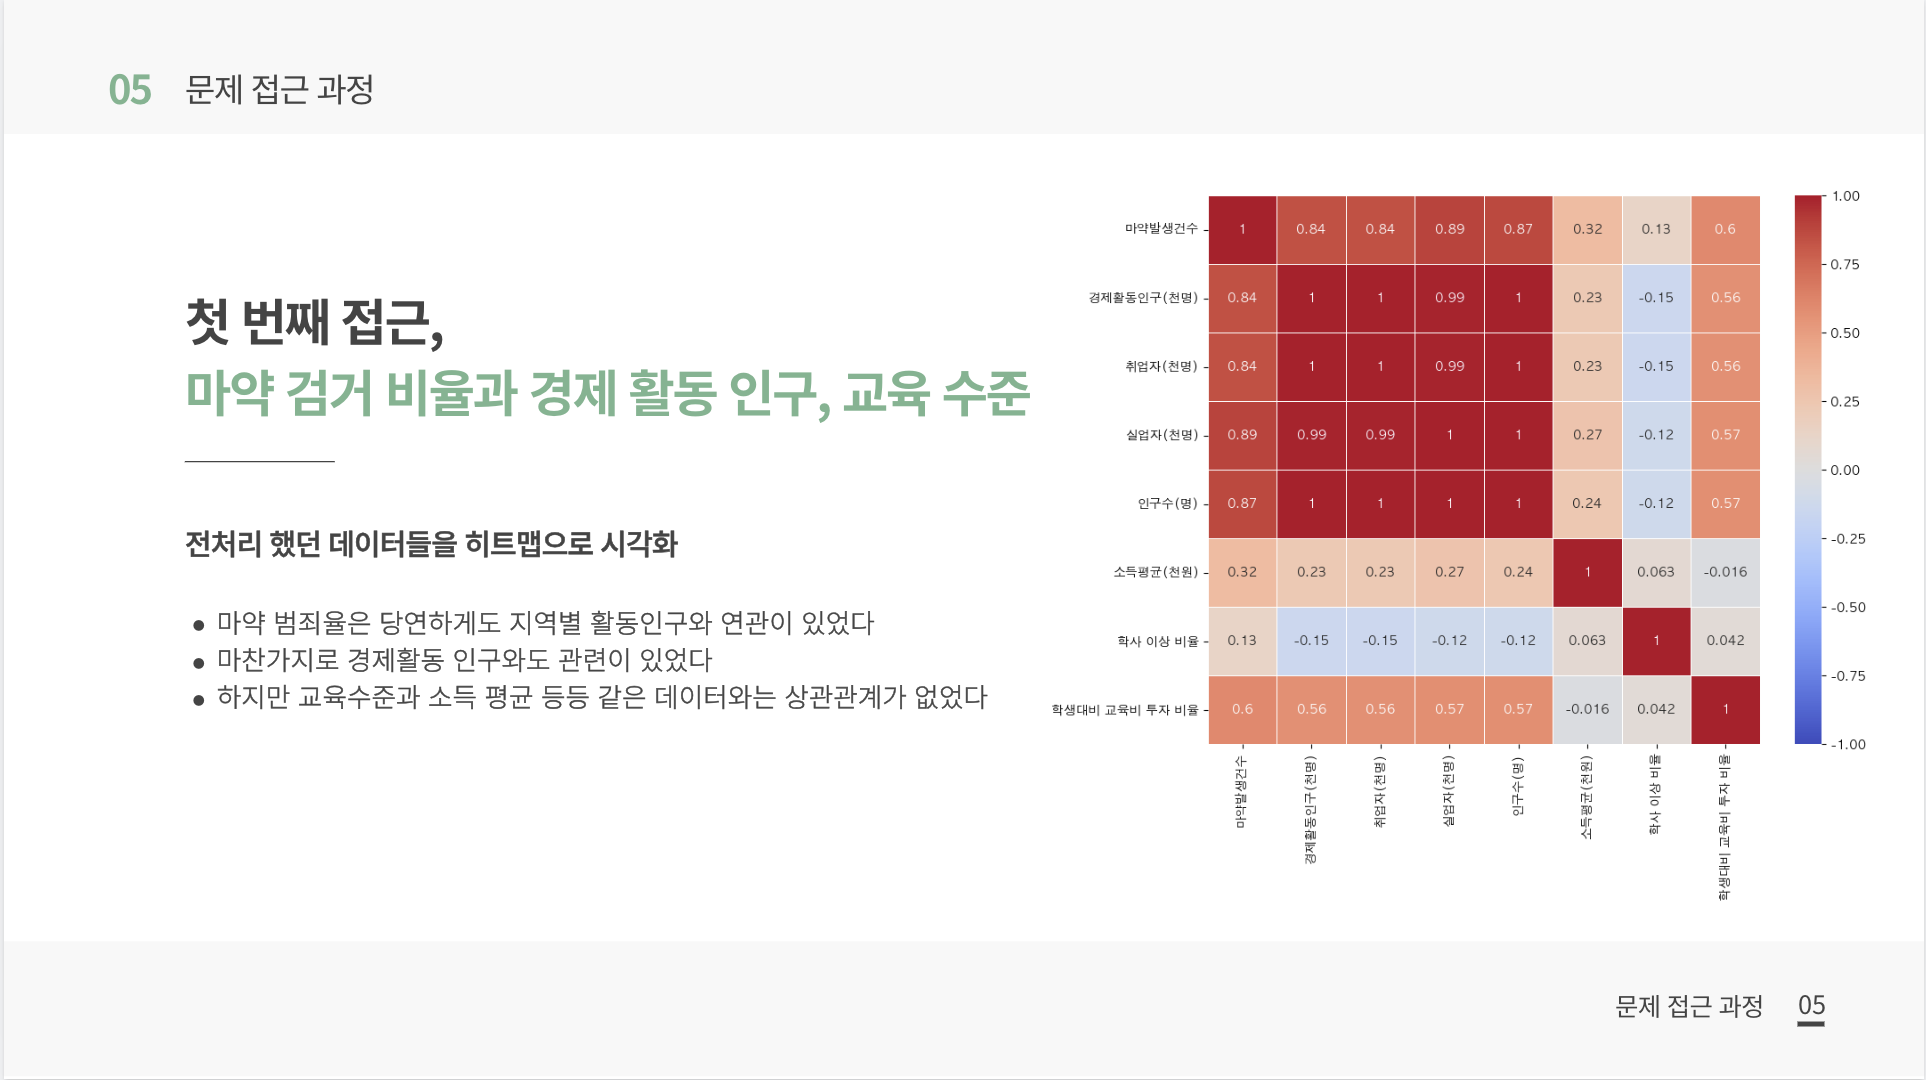 05 문제 접근 과정
첫 번째 접근,
마약 검거 비율과 경제 활동 인구, 교육 수준
전처리 했던 데이터들을 히트맵으로 시각화
● 마약 범죄율은 당연하게도 지역별 활동인구와 연관이 있었다
● 마찬가지로 경제활동 인구와도 관련이 있었다
● 하지만 교육수준과 소득 평균 등등 같은 데이터와는 상관관계가 없었다
마약발생건수 1 0.84 0.84 0.89 0.87 0.32 0.13 0.6
경제활동인구(천명) 0.84 1 1 0.99 1 0.23 -0.15 0.56
취업자(천명) 0.84 1 1 0.99 1 0.23 -0.15 0.56
실업자(천명) 0.89 0.99 0.99 1 1 0.27 -0.12 0.57
인구수(명) 0.87 1 1 1 1 0.24 -0.12 0.57
소득평균(천원) 0.32 0.23 0.23 0.27 0.24 1 0.063 -0.016
학사 이상 비율 0.13 -0.15 -0.15 -0.12 -0.12 0.063 1 0.042
학생대비 교육비 투자 비율 0.6 0.56 0.56 0.57 0.57 -0.016 0.042 1
마약발생건수
경제활동인구(천명)
취업자(천명)
실업자(천명)
인구수(명)
소득평균(천원)
학사 이상 비율
학생대비 교육비 투자 비율
1.00
0.75
0.50
0.25
0.00
-0.25
-0.50
-0.75
-1.00
문제 접근 과정 05